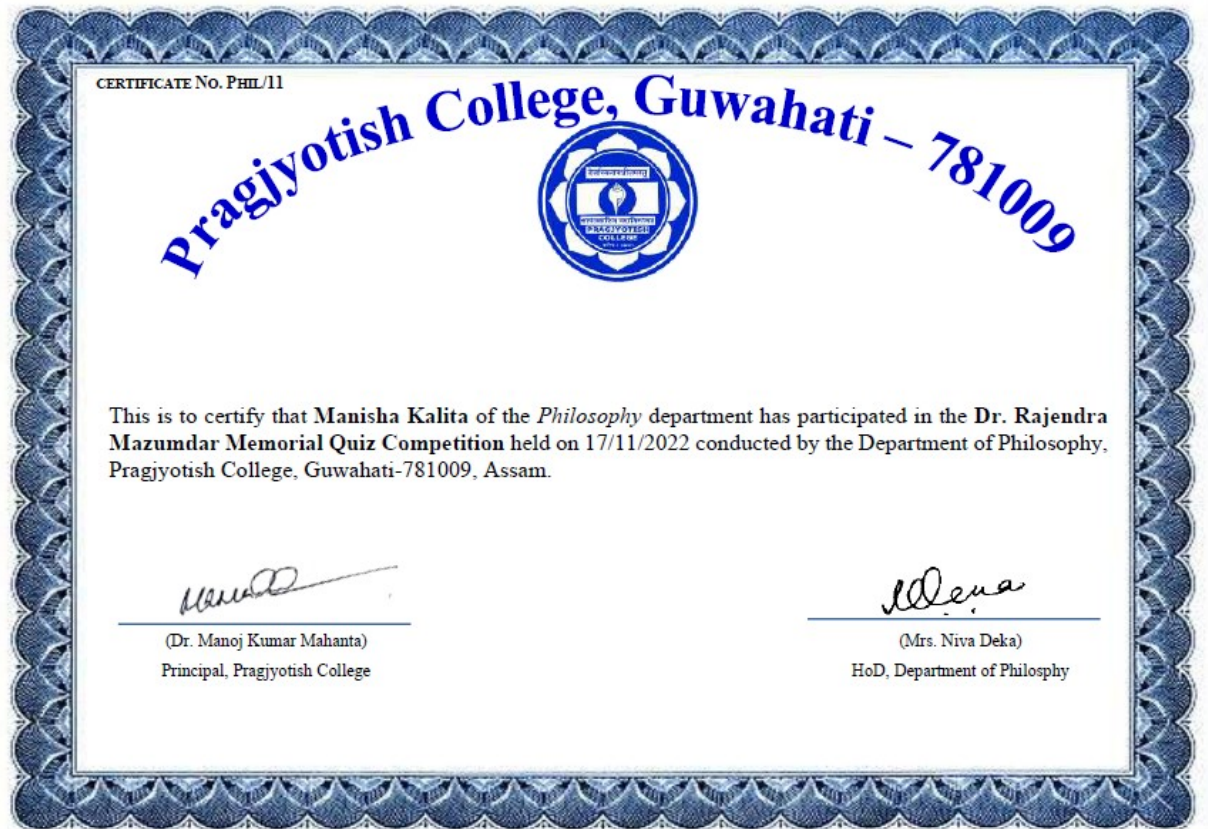 CERTIFICATE NO. PHIL/11
Pragjyotish College, Guwahati – 781009
PRAGJYOTISH
COLLEGE
This is to certify that Manisha Kalita of the Philosophy department has participated in the Dr. Rajendra
Mazumdar Memorial Quiz Competition held on 17/11/2022 conducted by the Department of Philosophy,
Pragjyotish College, Guwahati-781009, Assam.
(Dr. Manoj Kumar Mahanta)
Principal, Pragjyotish College
(Mrs. Niva Deka)
HoD, Department of Philosphy